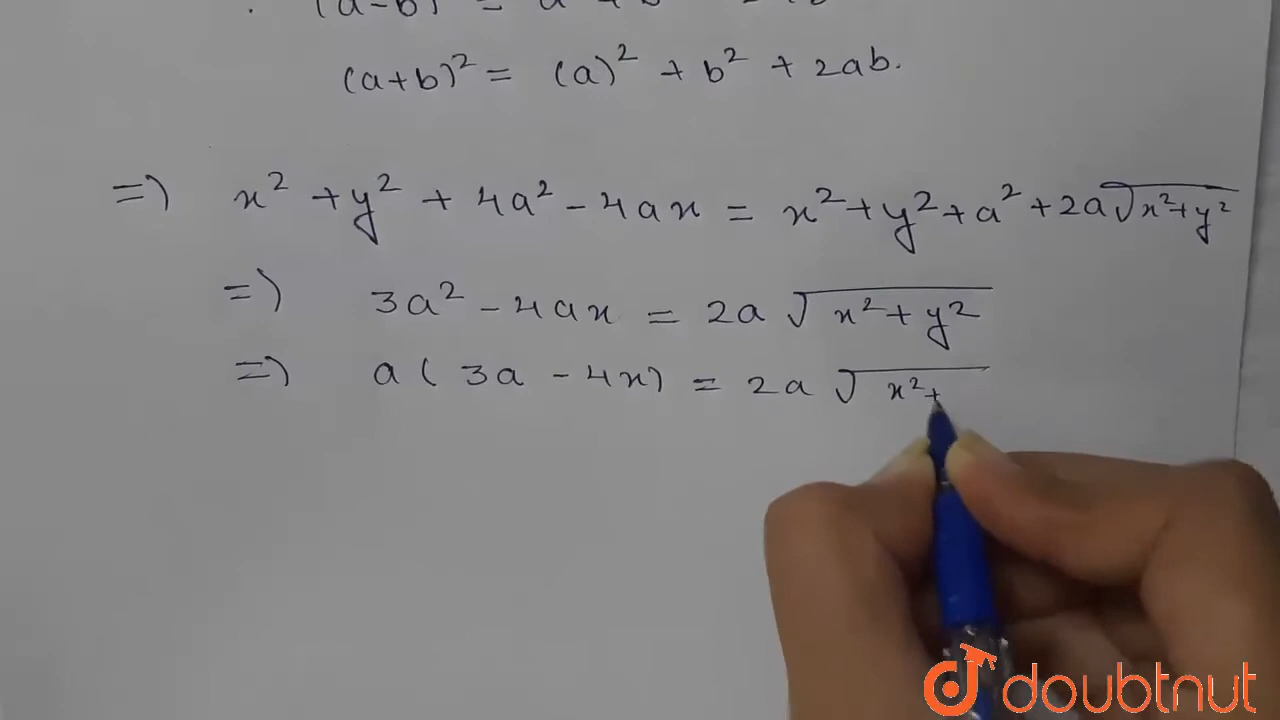 (a-b) = a
(a+b)² = (a)² + b² + 2ab.
=) x² + y² + 4a² - 4ax = x² + y² + a² + 2a√x²+y²
=) 3a² - 4ax = 2a √x² + y²
=) a ( 3a - 4x) = 2a √x²+
doubtnut